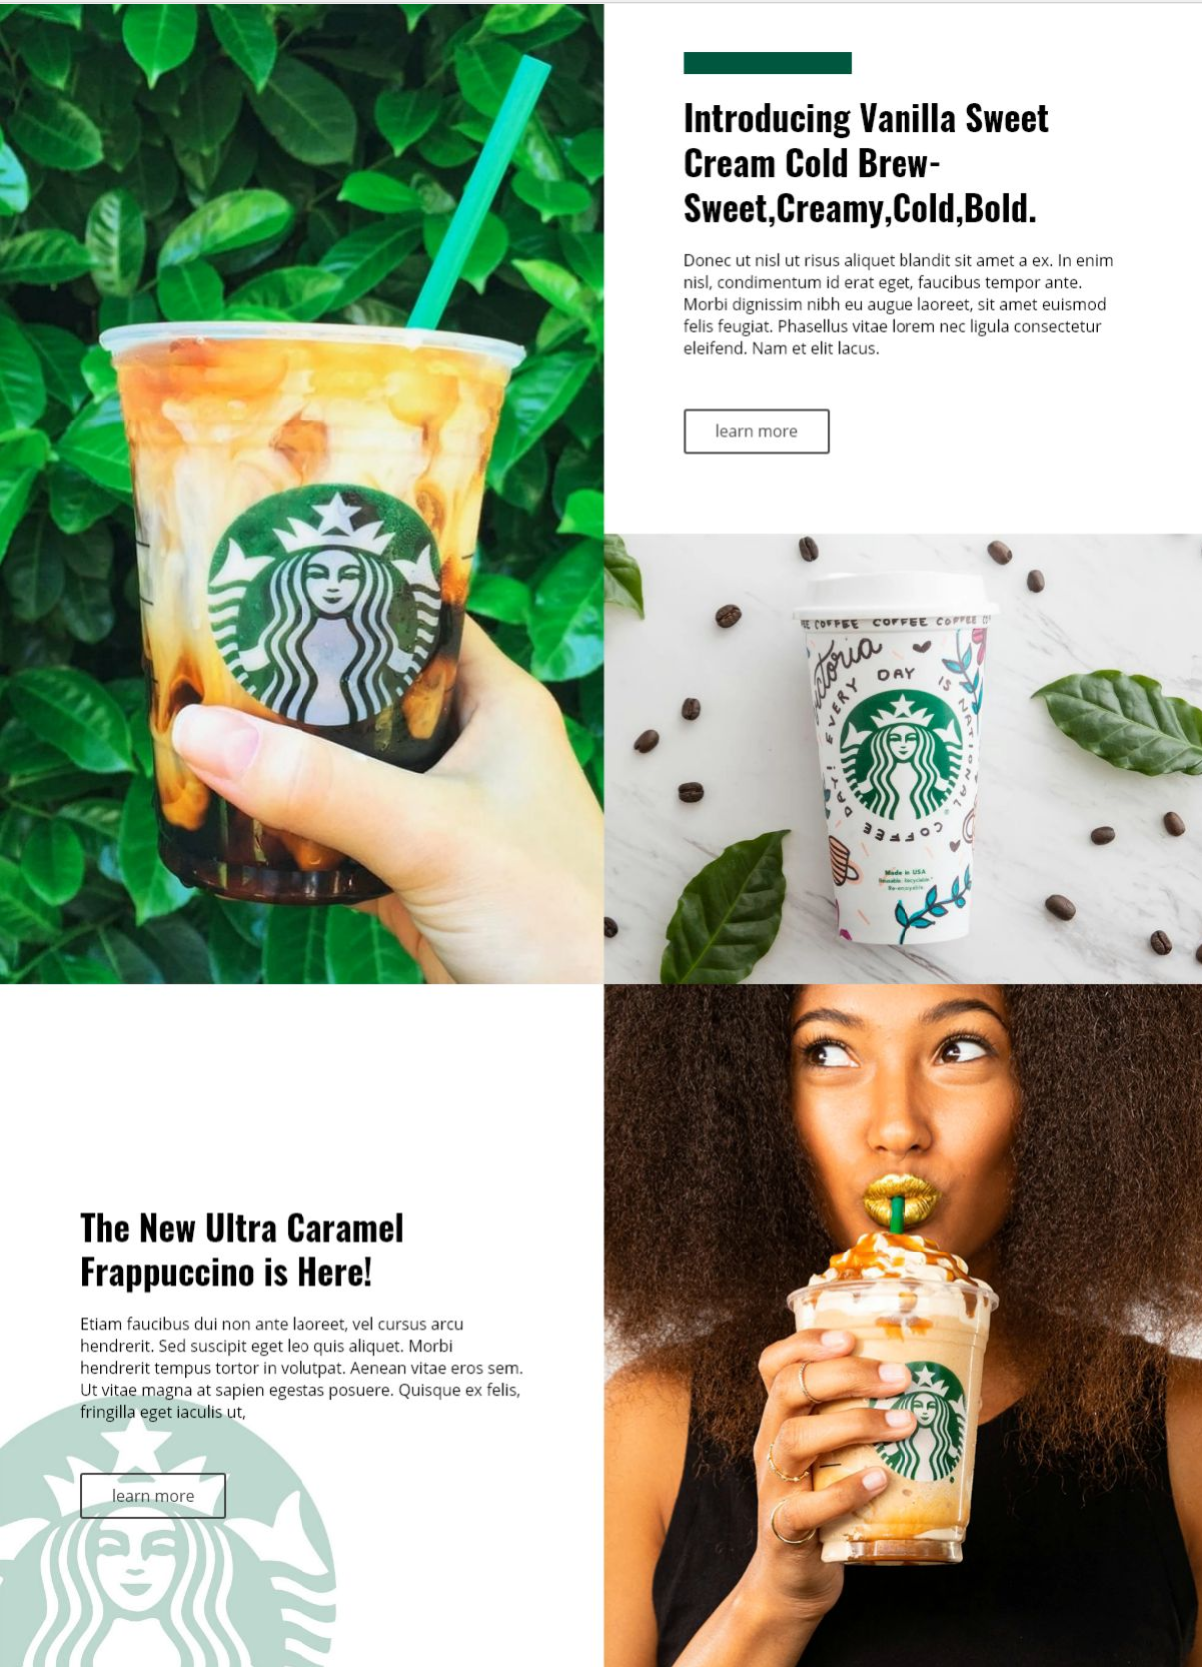 Introducing Vanilla Sweet
Cream Cold Brew-
Sweet,Creamy,Cold,Bold.
Donec ut nisl ut risus aliquet blandit sit amet a ex. In enim
nisl, condimentum id erat eget, faucibus tempor ante.
Morbi dignissim nibh eu augue laoreet, sit amet euismod
felis feugiat. Phasellus vitae lorem nec ligula consectetur
eleifend. Nam et elit lacus.
learn more
COFFEE COFFEE COFFEE
EVERY DAY IS NATIONAL COFFEE DAY!
Made in USA
The New Ultra Caramel
Frappuccino is Here!
Etiam faucibus dui non ante laoreet, vel cursus arcu
hendrerit. Sed suscipit eget leo quis aliquet. Morbi
hendrerit tempus tortor in volutpat. Aenean vitae eros sem.
Ut vitae magna at sapien egestas posuere. Quisque ex felis,
fringilla eget iaculis ut,
learn more